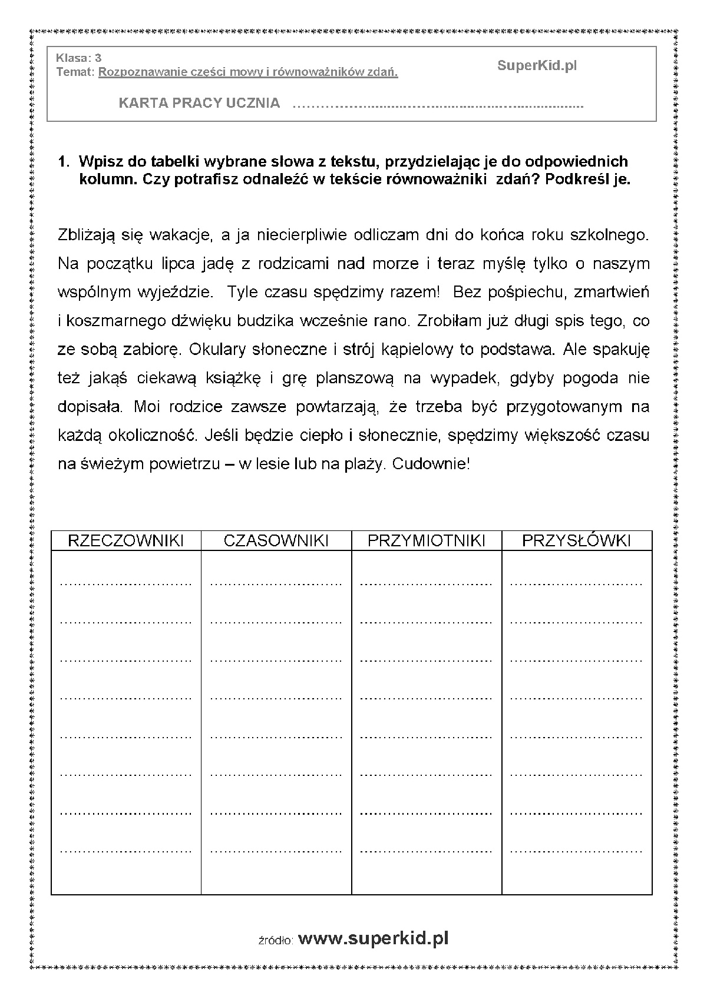 Klasa: 3
Temat: Rozpoznawanie części mowy i równoważników zdań.
SuperKid.pl
KARTA PRACY UCZNIA ……………...........……..................…...................
1. Wpisz do tabelki wybrane słowa z tekstu, przydzielając je do odpowiednich
kolumn. Czy potrafisz odnaleźć w tekście równoważniki zdań? Podkreśl je.
Zbliżają się wakacje, a ja niecierpliwie odliczam dni do końca roku szkolnego.
Na początku lipca jadę z rodzicami nad morze i teraz myślę tylko o naszym
wspólnym wyjeździe. Tyle czasu spędzimy razem! Bez pośpiechu, zmartwień
i koszmarnego dźwięku budzika wcześnie rano. Zrobiłam już długi spis tego, co
ze sobą zabiorę. Okulary słoneczne i strój kąpielowy to podstawa. Ale spakuję
też jakąś ciekawą książkę i grę planszową na wypadek, gdyby pogoda nie
dopisała. Moi rodzice zawsze powtarzają, że trzeba być przygotowanym na
każdą okoliczność. Jeśli będzie ciepło i słonecznie, spędzimy większość czasu
na świeżym powietrzu – w lesie lub na plaży. Cudownie!
RZECZOWNIKI CZASOWNIKI PRZYMIOTNIKI PRZYSŁÓWKI
……………………….. ……………………….. ……………………….. ………………………..
……………………….. ……………………….. ……………………….. ………………………..
……………………….. ……………………….. ……………………….. ………………………..
……………………….. ……………………….. ……………………….. ………………………..
……………………….. ……………………….. ……………………….. ………………………..
……………………….. ……………………….. ……………………….. ………………………..
……………………….. ……………………….. ……………………….. ………………………..
……………………….. ……………………….. ……………………….. ………………………..
źródło: www.superkid.pl